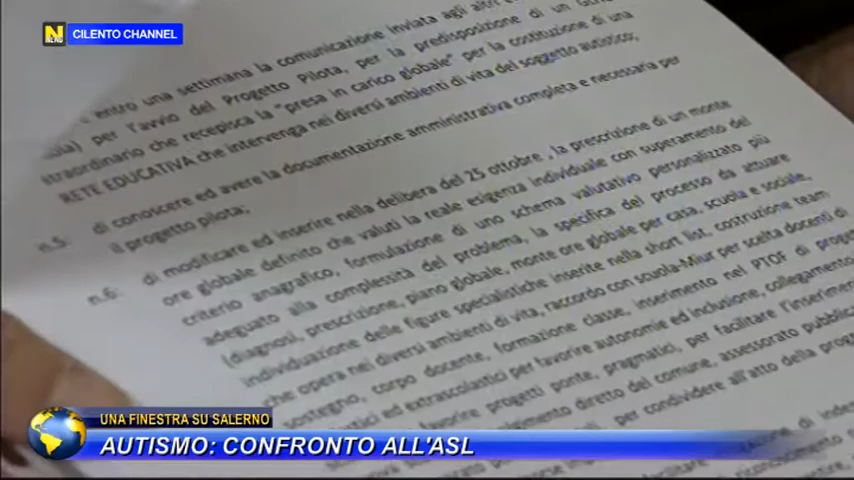 N
CILENTO CHANNEL
entro una settimana la comunicazione inviata agli altri
per l'avvio del Progetto Pilota, per la predisposizione di un
straordinario che recepisca la "presa in carico globale" per la costituzione di una
RETE EDUCATIVA che intervenga nei diversi ambienti di vita del soggetto autistico;
n.5: di conoscere ed avere la documentazione amministrativa completa e necessaria per
il progetto pilota;
n.6: di modificare ed inserire nella delibera del 25 ottobre , la prescrizione di un monte
ore globale definito che valuti la reale esigenza individuale con superamento del
criterio anagrafico, formulazione di uno schema valutativo personalizzato più
adeguato alla complessità del problema, la specifica del processo da attuare
(diagnosi, prescrizione, piano globale, monte ore globale per casa, scuola e sociale,
individuazione delle figure specialistiche inserite nella short list, costruzione team
che opera nei diversi ambienti di vita, raccordo con scuola-Miur per scelta docenti di
sostegno, corpo docente, formazione classe, inserimento nel PTOF di
ed extrascolastici per favorire autonomie ed inclusione, collegamento
progetti ponte, pragmatici, per facilitare l'inserimento
diretto del comune, assessorato
per condividere all'atto della
UNA FINESTRA SU SALERNO
AUTISMO: CONFRONTO ALL'ASL